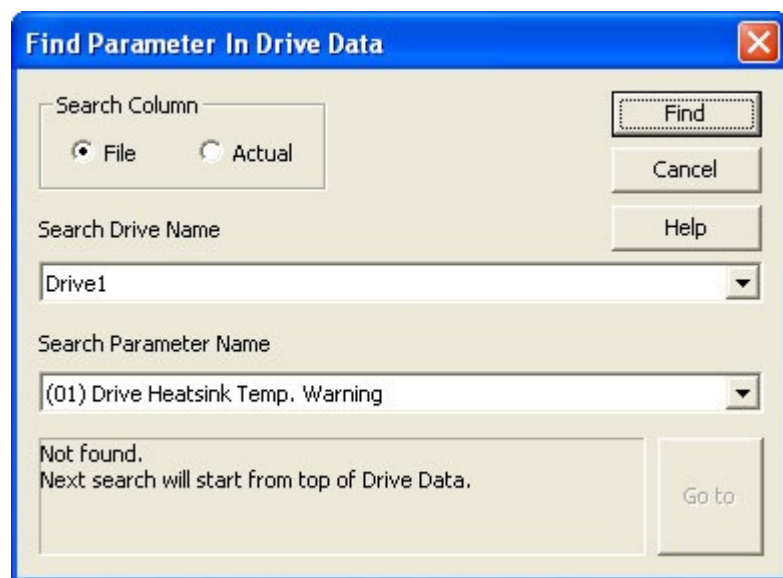 Find Parameter In Drive Data
Search Column
File
Actual
Find
Cancel
Help
Search Drive Name
Drive1
Search Parameter Name
(01) Drive Heatsink Temp. Warning
Not found.
Next search will start from top of Drive Data.
Go to